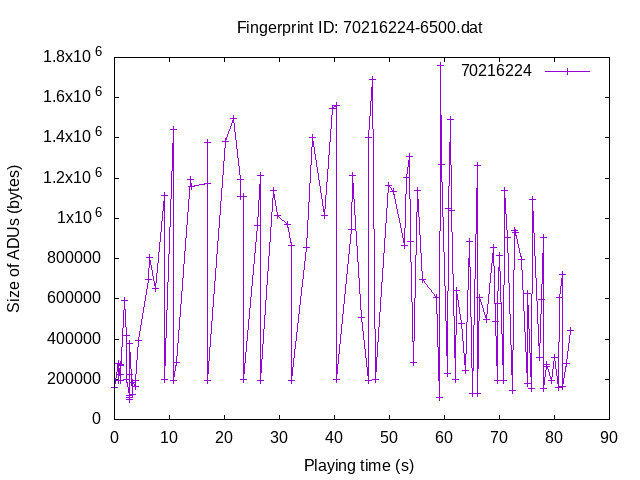 Fingerprint ID: 70216224-6500.dat
70216224
1.8x10 6
1.6x10 6
1.4x10 6
1.2x10 6
1x10 6
800000
600000
400000
200000
0
Size of ADUs (bytes)
0 10 20 30 40 50 60 70 80 90
Playing time (s)